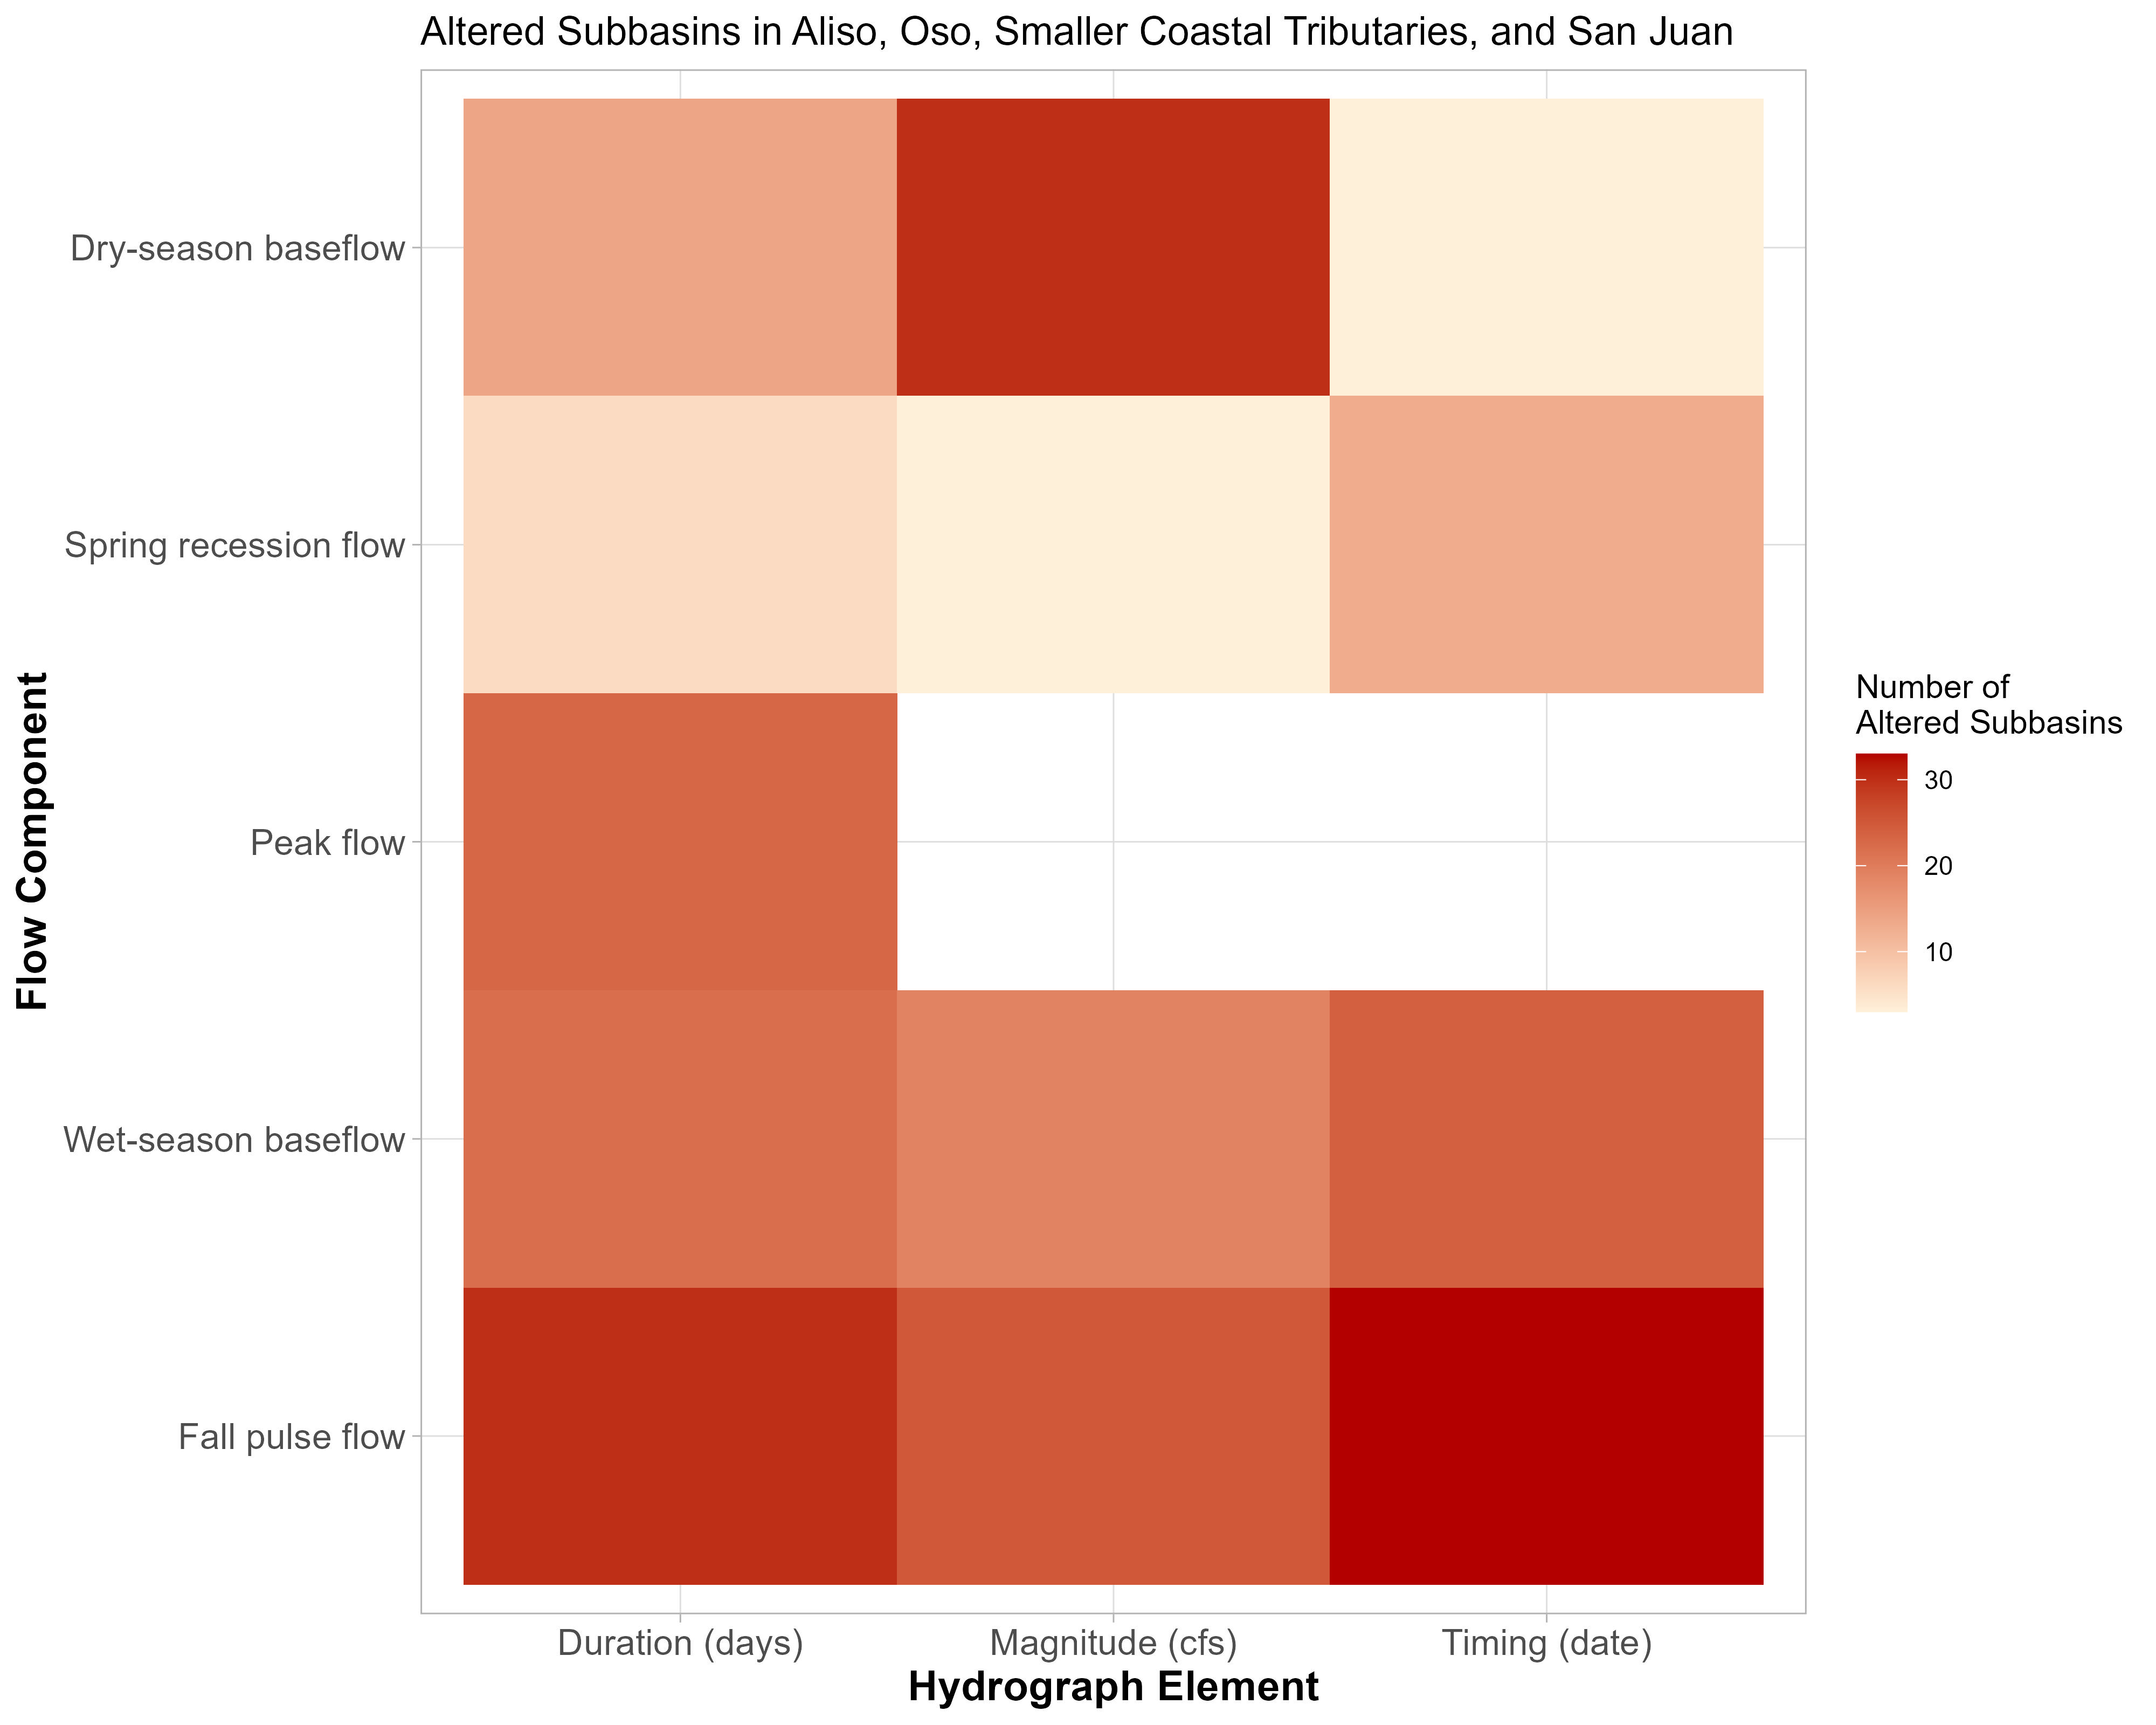 Altered Subbasins in Aliso, Oso, Smaller Coastal Tributaries, and San Juan
Flow Component
Dry-season baseflow
Spring recession flow
Peak flow
Wet-season baseflow
Fall pulse flow
Duration (days)
Magnitude (cfs)
Timing (date)
Hydrograph Element
Number of
Altered Subbasins
30
20
10